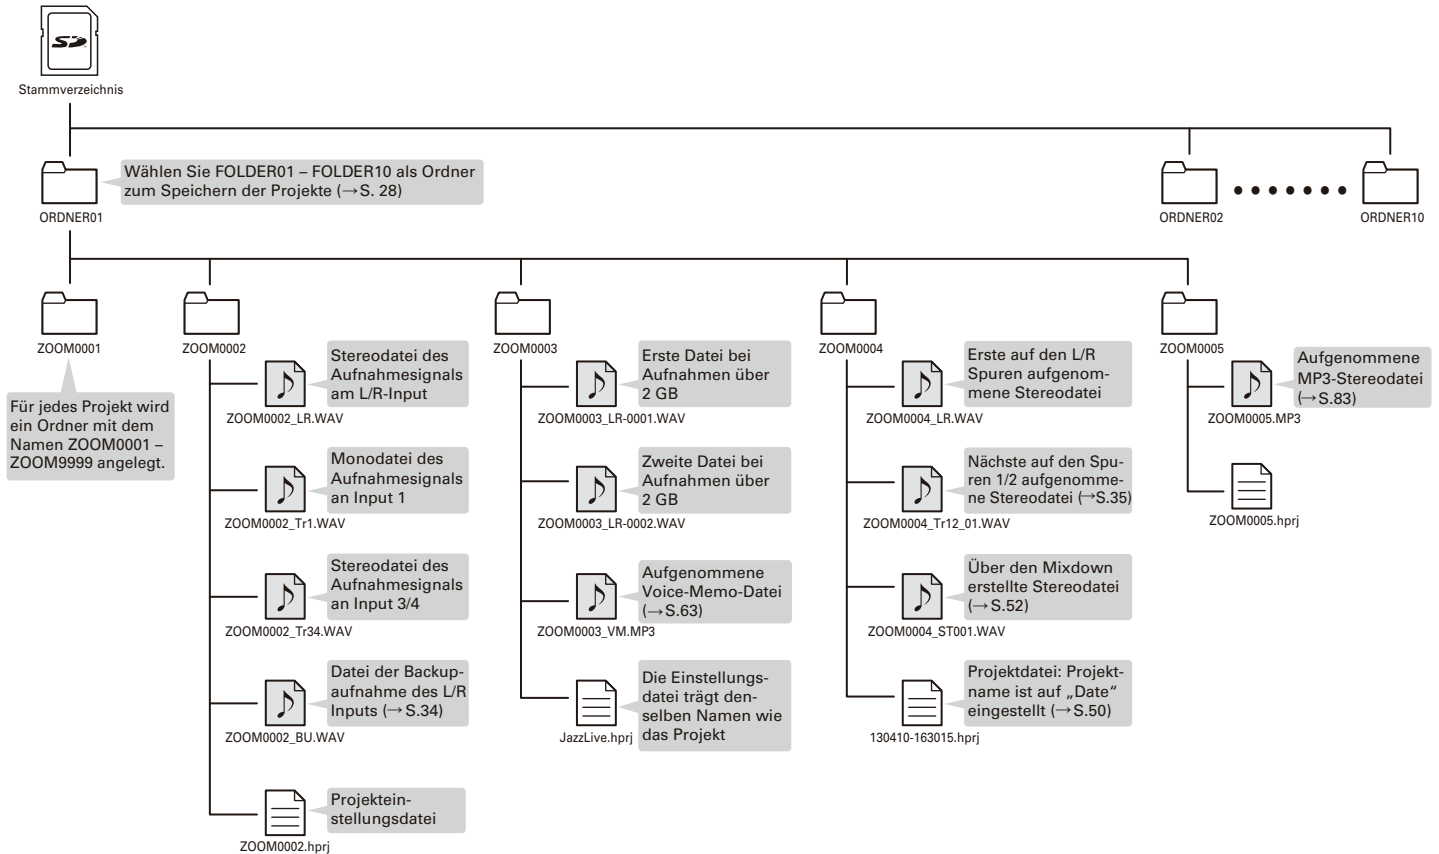 SD
Stammverzeichnis
Wählen Sie FOLDER01 – FOLDER10 als Ordner
zum Speichern der Projekte (→S. 28)
ORDNER01
ORDNER02
ORDNER10
ZOOM0001
Für jedes Projekt wird
ein Ordner mit dem
Namen ZOOM0001 –
ZOOM9999 angelegt.
ZOOM0002
Stereodatei des
Aufnahmesignals
am L/R-Input
ZOOM0002_LR.WAV
Monodatei des
Aufnahmesignals
an Input 1
ZOOM0002_Tr1.WAV
Stereodatei des
Aufnahmesignals
an Input 3/4
ZOOM0002_Tr34.WAV
Datei der Backup-
aufnahme des L/R
Inputs (→S.34)
ZOOM0002_BU.WAV
Projektein-
stellungsdatei
ZOOM0002.hprj
ZOOM0003
Erste Datei bei
Aufnahmen über
2 GB
ZOOM0003_LR-0001.WAV
Zweite Datei bei
Aufnahmen über
2 GB
ZOOM0003_LR-0002.WAV
Aufgenommene
Voice-Memo-Datei
(→S.63)
ZOOM0003_VM.MP3
Die Einstellungs-
datei trägt den-
selben Namen wie
das Projekt
JazzLive.hprj
ZOOM0004
Erste auf den L/R
Spuren aufgenom-
mene Stereodatei
ZOOM0004_LR.WAV
Nächste auf den Spu-
ren 1/2 aufgenomme-
ne Stereodatei (→S.35)
ZOOM0004_Tr12_01.WAV
Über den Mixdown
erstellte Stereodatei
(→S.52)
ZOOM0004_ST001.WAV
Projektdatei: Projekt-
name ist auf „Date“
eingestellt (→S.50)
130410-163015.hprj
ZOOM0005
Aufgenommene
MP3-Stereodatei
(→S.83)
ZOOM0005.MP3
ZOOM0005.hprj